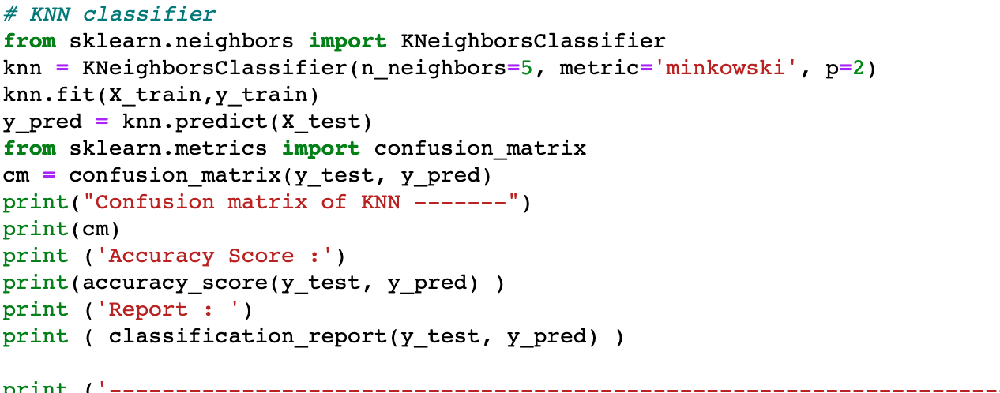 # KNN classifier
from sklearn.neighbors import KNeighborsClassifier
knn = KNeighborsClassifier(n_neighbors=5, metric='minkowski', p=2)
knn.fit(X_train,y_train)
y_pred = knn.predict(X_test)
from sklearn.metrics import confusion_matrix
cm = confusion_matrix(y_test, y_pred)
print("Confusion matrix of KNN -------")
print(cm)
print ('Accuracy Score :')
print(accuracy_score(y_test, y_pred) )
print ('Report : ')
print ( classification_report(y_test, y_pred) )
print ('-------------------------------------------------------------------